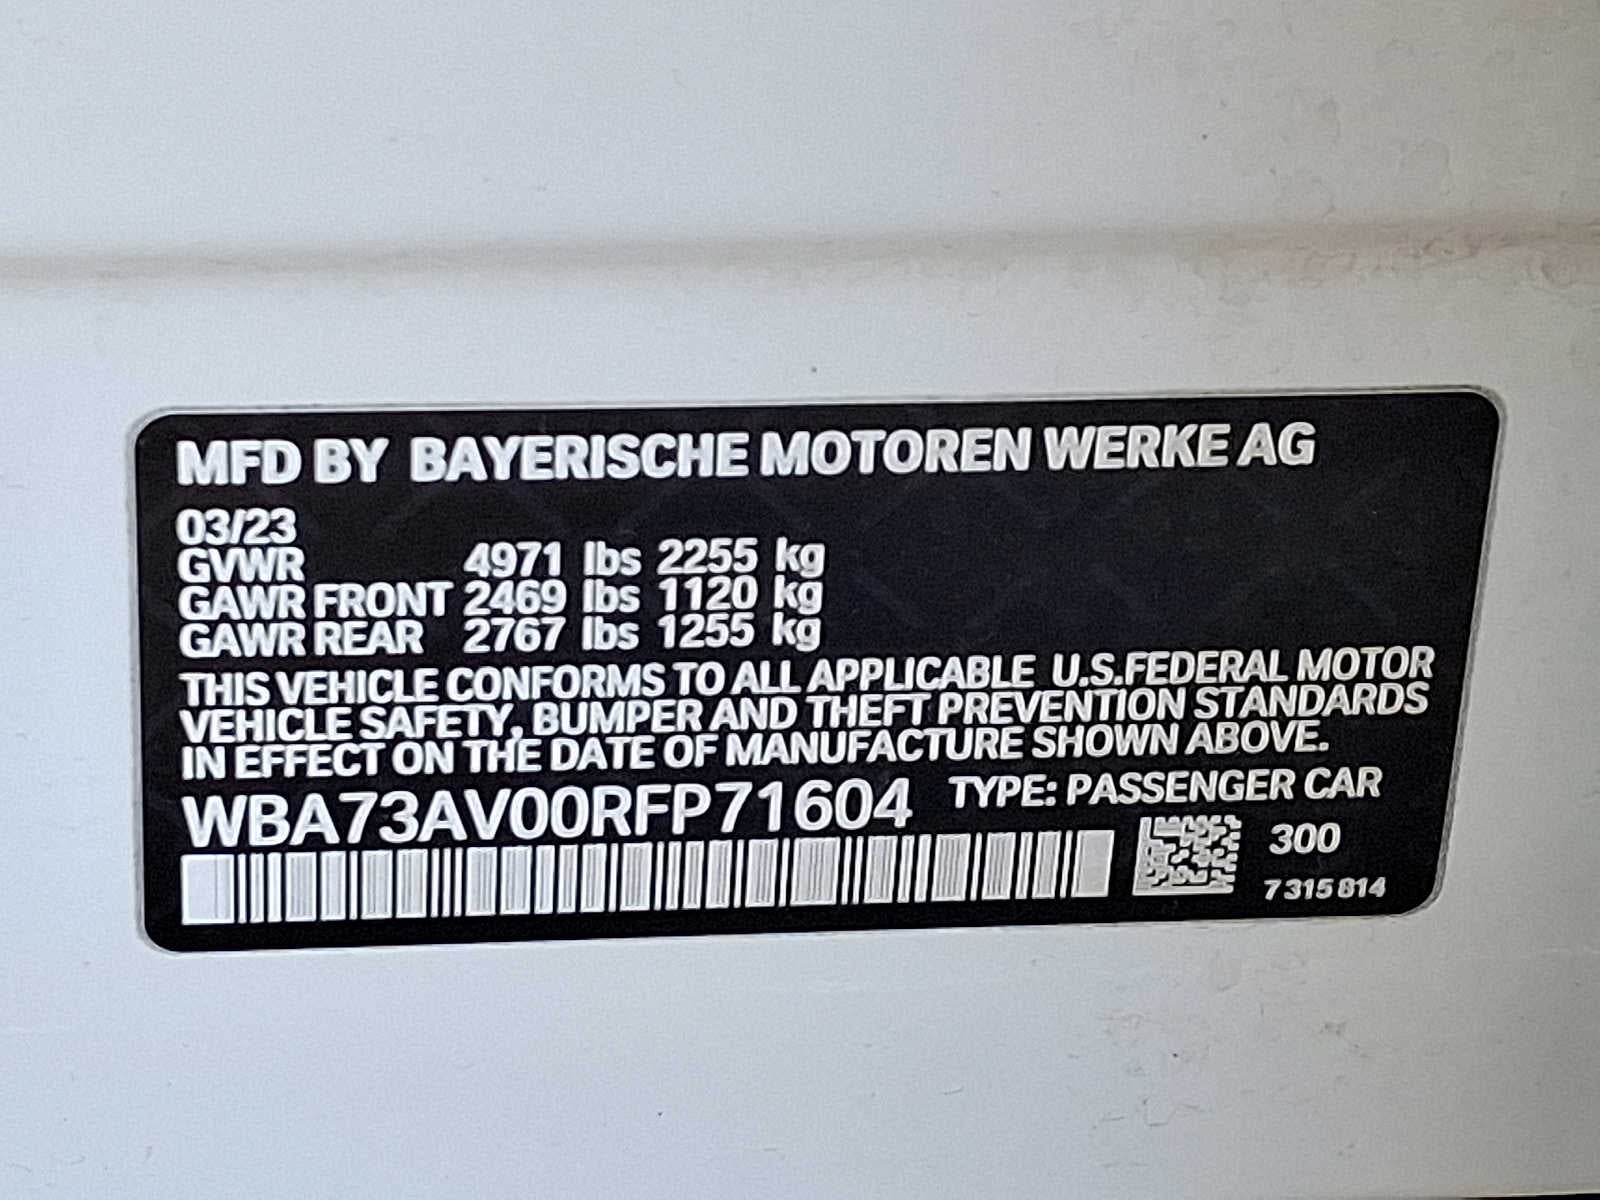 MFD BY BAYERISCHE MOTOREN WERKE AG
03/23
GVWR 4971 lbs 2255 kg
GAWR FRONT 2469 lbs 1120 kg
GAWR REAR 2767 lbs 1255 kg
THIS VEHICLE CONFORMS TO ALL APPLICABLE U.S.FEDERAL MOTOR
VEHICLE SAFETY, BUMPER AND THEFT PREVENTION STANDARDS
IN EFFECT ON THE DATE OF MANUFACTURE SHOWN ABOVE.
WBA73AV00RFP71604 TYPE: PASSENGER CAR
300
7 315 814